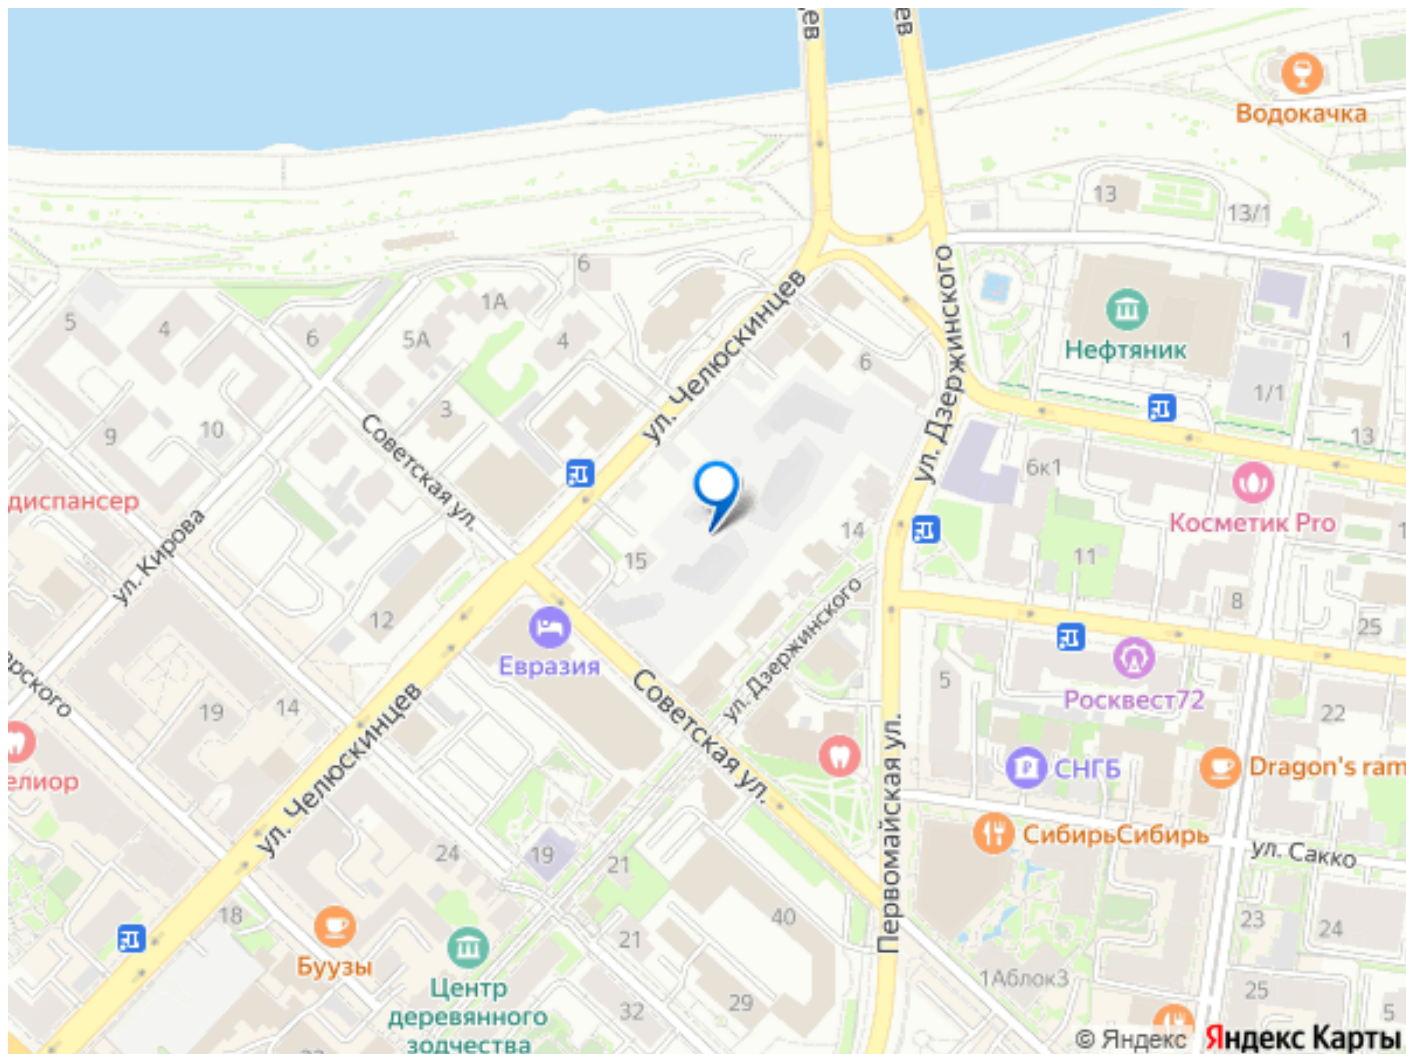 Водокачка
13
13/1
ул. Дзержинского
6
1А
5
4
6
5А
4
ул. Челюскинцев
6
Нефтяник
1
1/1
3
9
10
Советская ул.
13
6к1
диспансер
Косметик Pro
ул. Кирова
15
14
11
12
8
25
Евразия
ул. Дзержинского
Советская ул.
5
Росквест72
19
14
22
ул. Челюскинцев
Первомайская ул.
СНГБ
Dragon's ram
СибирьСибирь
ул. Сакко
24
19
21
18
40
23
24
21
Буузы
Центр
деревянного
зодчества
1Аблок3
32
29
25
5
© Яндекс Яндекс Карты